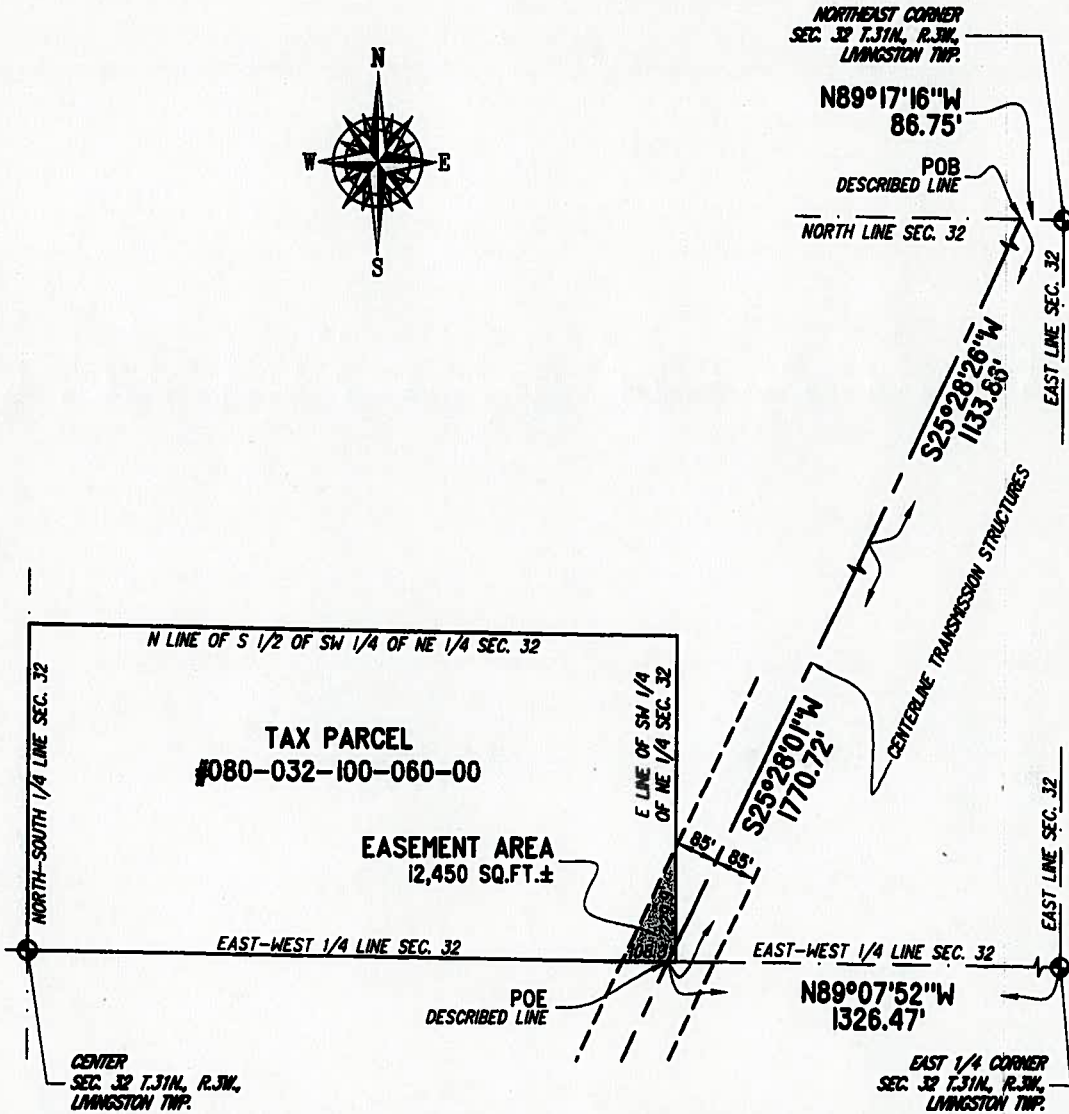 NORTHEAST CORNER
SEC. 32 T.31N., R.3W.,
LIVINGSTON TWP.
N89°17'16"W
86.75'
POB
DESCRIBED LINE
NORTH LINE SEC. 32
EAST LINE SEC. 32
N
W
E
S
S25°28'26"W
CENTERLINE TRANSMISSION STRUCTURES
S25°28'01"W
1770.72'
N LINE OF S 1/2 OF SW 1/4 OF NE 1/4 SEC. 32
NORTH-SOUTH 1/4 LINE SEC. 32
E LINE OF SW 1/4
OF NE 1/4 SEC. 32
TAX PARCEL
#080-032-100-060-00
85'
85'
EASEMENT AREA
12,450 SQ.FT.±
EAST LINE SEC. 32
EAST-WEST 1/4 LINE SEC. 32
EAST-WEST 1/4 LINE SEC. 32
POE
DESCRIBED LINE
N89°07'52"W
1326.47'
CENTER
SEC. 32 T.31N., R.3W.,
LIVINGSTON TWP.
EAST 1/4 CORNER
SEC. 32 T.31N., R.3W.,
LIVINGSTON TWP.